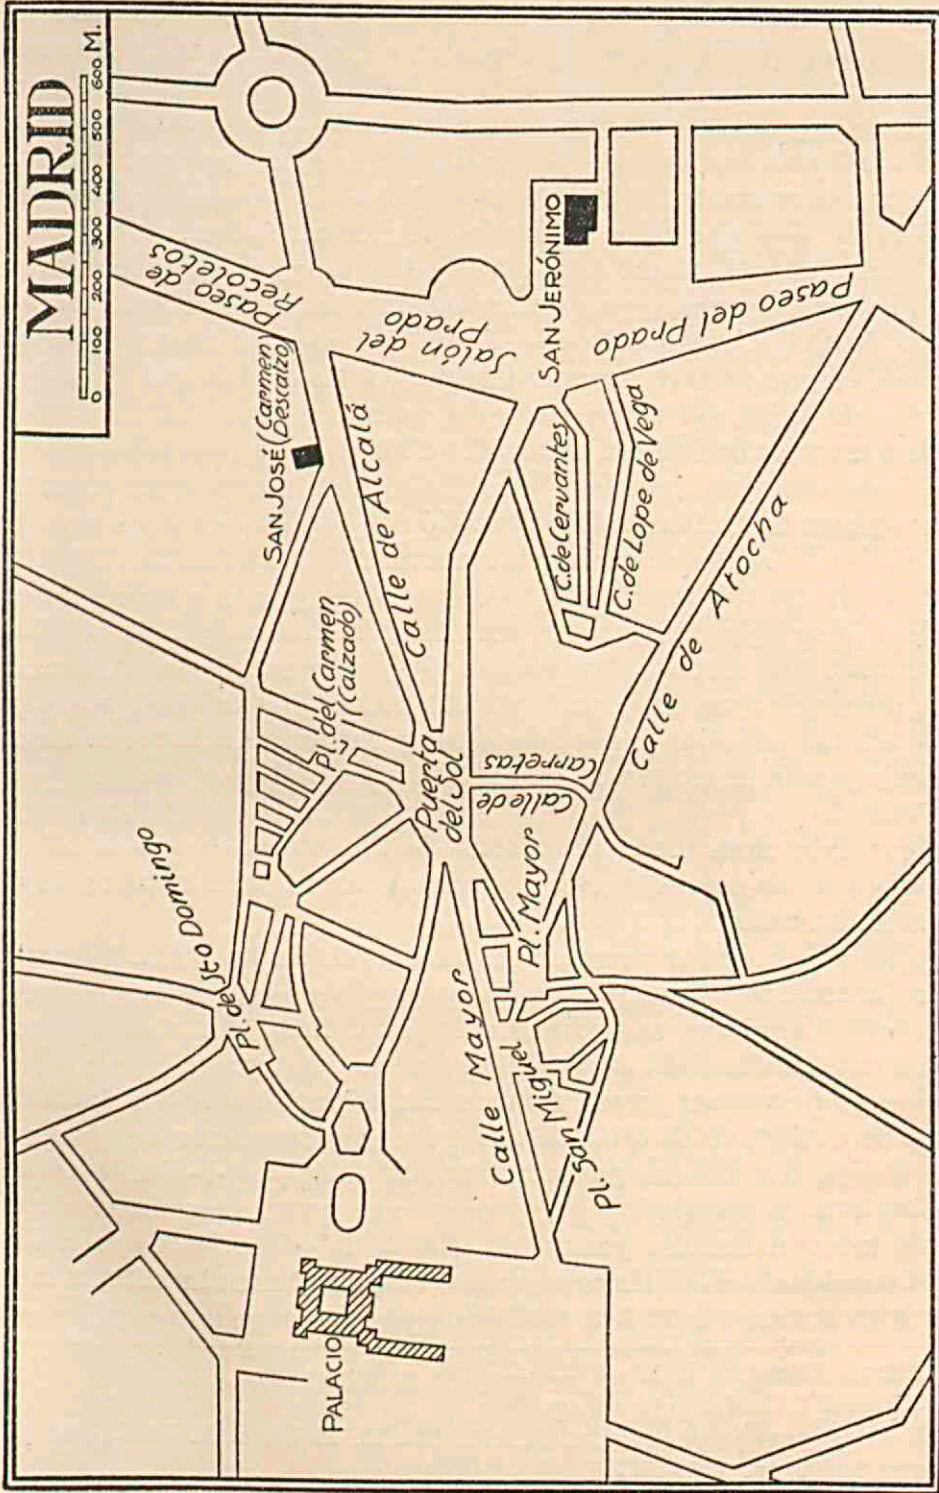 MADRID
0 100 200 300 400 500 600 M.
Paseo de
Recoletos
SAN JOSÉ (Carmen
Descalzo)
Salón del
Prado
SAN JERÓNIMO
Paseo del Prado
Calle de Alcalá
C. de Cervantes
C. de Lope de Vega
Calle de Atocha
Pl. del Carmen
(Calzado)
Puerta
del Sol
Calle de Carretas
Pl. Mayor
Pl. de Sto Domingo
Calle Mayor
Pl. San Miguel
PALACIO